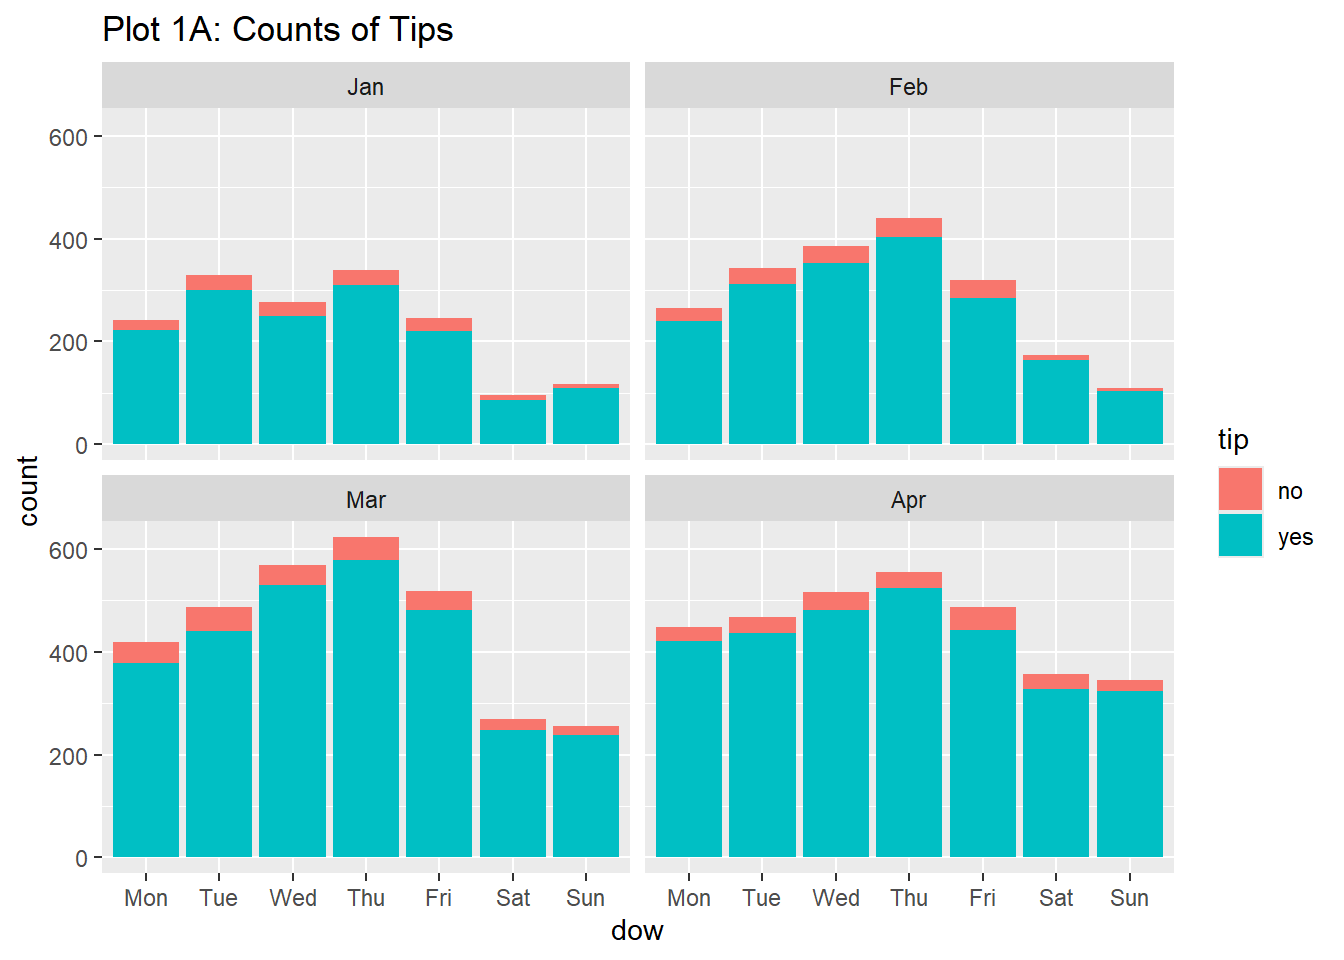 Plot 1A: Counts of Tips
Jan
Feb
600
400
200
0
Mar
Apr
600
400
200
0
Mon Tue Wed Thu Fri Sat Sun
Mon Tue Wed Thu Fri Sat Sun
dow
count
tip
no
yes